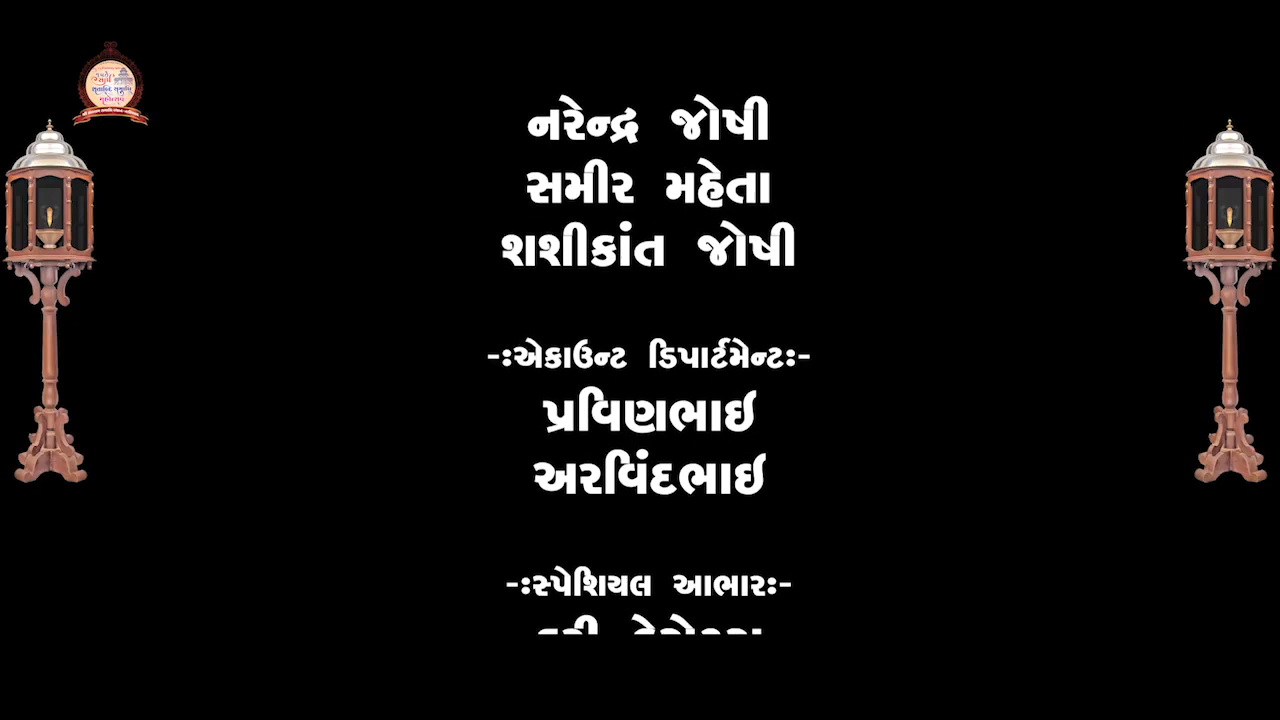 નરેન્દ્ર જોષી
સમીર મહેતા
શશીકાંત જોષી
-:એકાઉન્ટ ડિપાર્ટમેન્ટ:-
પ્રવિણભાઇ
અરવિંદભાઇ
-:સ્પેશિયલ આભાર:-